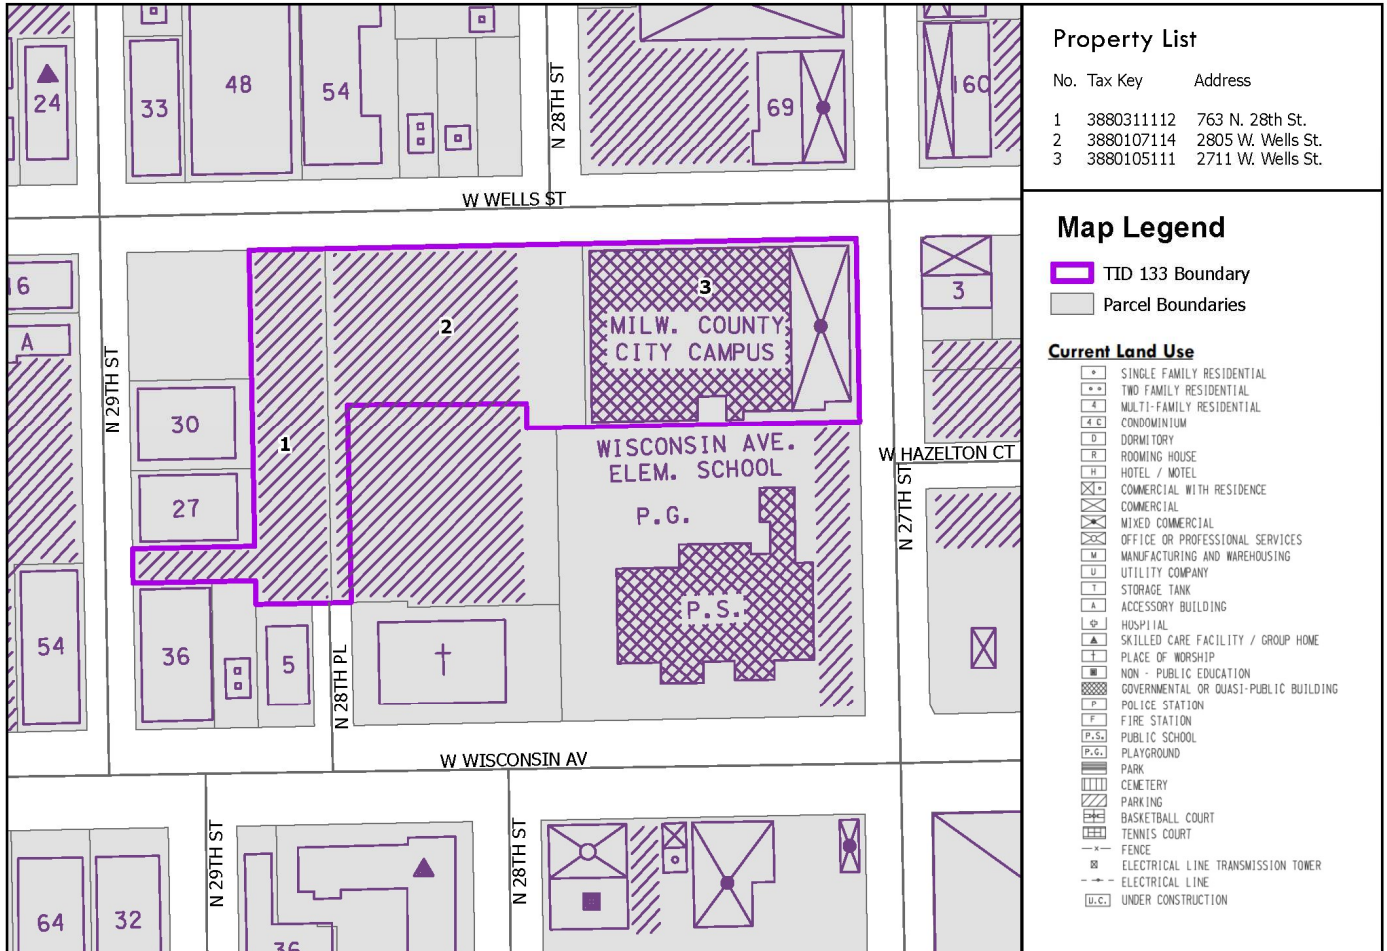 24
33
48
54
N 28TH ST
69
160
W WELLS ST
16
A
N 29TH ST
30
27
1
2
3
MILW. COUNTY
CITY CAMPUS
WISCONSIN AVE.
ELEM. SCHOOL
P.G.
P.S.
3
W HAZELTON CT
N 27TH ST
54
36
5
N 28TH PL
W WISCONSIN AV
N 29TH ST
N 28TH ST
64
32
36
Property List
No. Tax Key Address
1 3880311112 763 N. 28th St.
2 3880107114 2805 W. Wells St.
3 3880105111 2711 W. Wells St.
Map Legend
TID 133 Boundary
Parcel Boundaries
Current Land Use
SINGLE FAMILY RESIDENTIAL
TWO FAMILY RESIDENTIAL
4 MULTI-FAMILY RESIDENTIAL
4 C CONDOMINIUM
D DORMITORY
R ROOMING HOUSE
H HOTEL / MOTEL
COMMERCIAL WITH RESIDENCE
COMMERCIAL
MIXED COMMERCIAL
OFFICE OR PROFESSIONAL SERVICES
M MANUFACTURING AND WAREHOUSING
U UTILITY COMPANY
T STORAGE TANK
A ACCESSORY BUILDING
HOSPITAL
SKILLED CARE FACILITY / GROUP HOME
PLACE OF WORSHIP
NON - PUBLIC EDUCATION
GOVERNMENTAL OR QUASI-PUBLIC BUILDING
P POLICE STATION
F FIRE STATION
P.S. PUBLIC SCHOOL
P.G. PLAYGROUND
PARK
CEMETERY
PARKING
BASKETBALL COURT
TENNIS COURT
FENCE
ELECTRICAL LINE TRANSMISSION TOWER
ELECTRICAL LINE
U.C. UNDER CONSTRUCTION